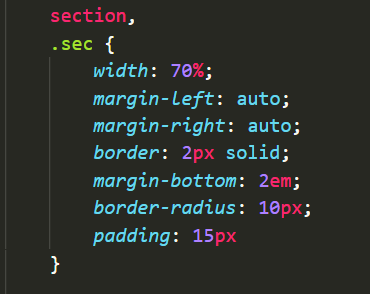 section,
.sec {
    width: 70%;
    margin-left: auto;
    margin-right: auto;
    border: 2px solid;
    margin-bottom: 2em;
    border-radius: 10px;
    padding: 15px
}